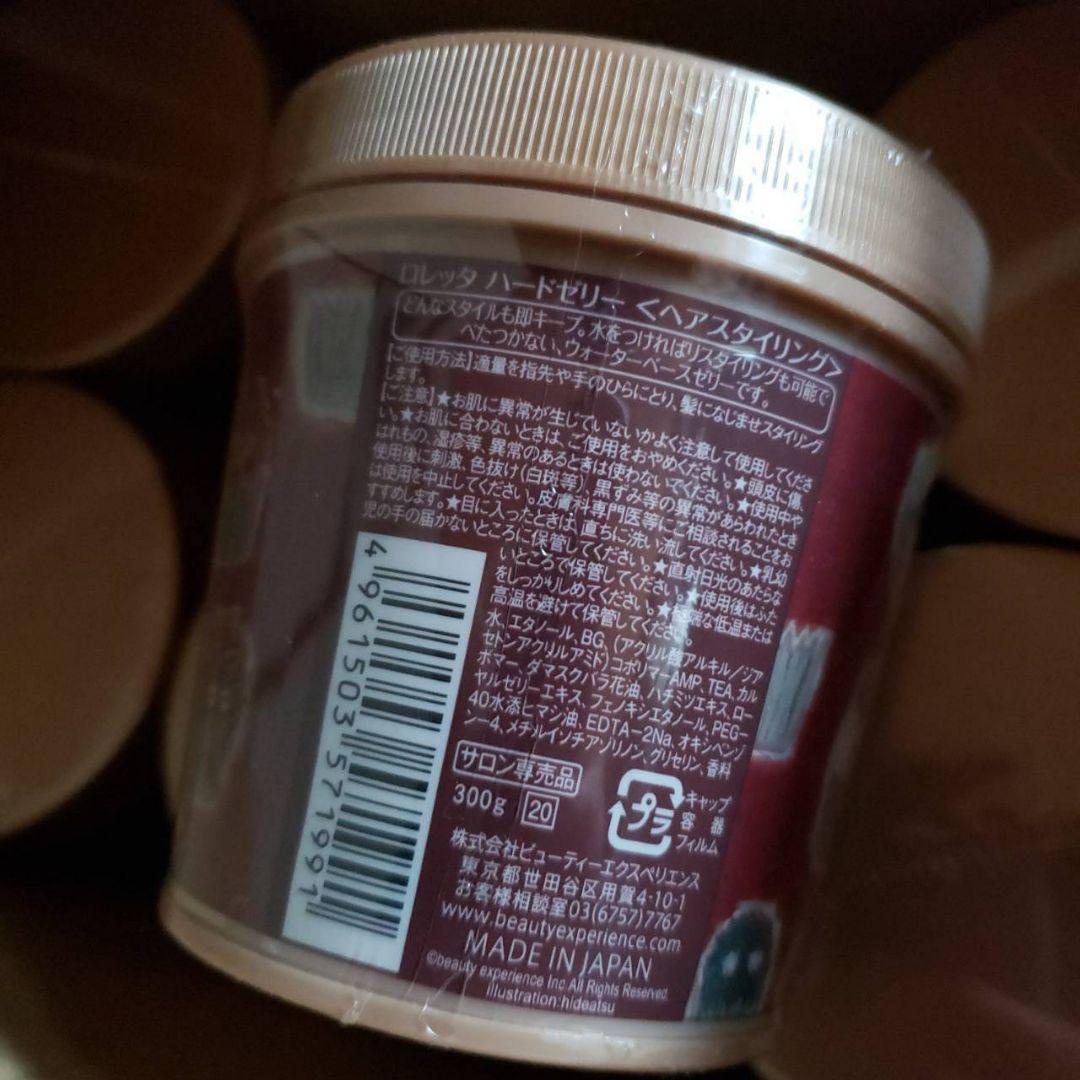 ロレッタ ハードゼリー 〈ヘアスタイリング〉
どんなスタイルも即キープ。水をつければリスタイリングも可能で
べたつかない、ウォーターベースゼリーです。
【ご使用方法】適量を指先や手のひらにとり、髪になじませスタイリング
します。
【ご注意】★お肌に異常が生じていないかよく注意して使用してくださ
い。★お肌に合わないときは、ご使用をおやめください。★頭皮に傷、
はれもの、湿疹等、異常のあるときは使わないでください。★使用中や
使用後に刺激、色抜け(白斑等)、黒ずみ等の異常があらわれたとき
は使用を中止してください。皮膚科専門医等にご相談されることをお
すすめします。★目に入ったときは、直ちに洗い流してください。★乳幼
児の手の届かないところに保管してください。★直射日光のあたらな
いところで保管してください。★使用後はふた
をしっかりしめてください。★極端な低温または
高温を避けて保管してください。
水、エタノール、BG、(アクリル酸アルキル/ジア
セトンアクリルアミド)コポリマーAMP、TEA、カル
ボマー、ダマスクバラ花油、ハチミツエキス、ロー
ヤルゼリーエキス、フェノキシエタノール、PEG-
40水添ヒマシ油、EDTA-2Na、オキシベンゾ
ン-4、メチルイソチアゾリノン、グリセリン、香料
サロン専売品
300g 20
プラ
キャップ
容器
フィルム
株式会社ビューティーエクスペリエンス
東京都世田谷区用賀4-10-1
お客様相談室03(6757)7767
www.beautyexperience.com
MADE IN JAPAN
©beauty experience Inc All Rights Reserved
illustration:hideatsu
4 961503 571991